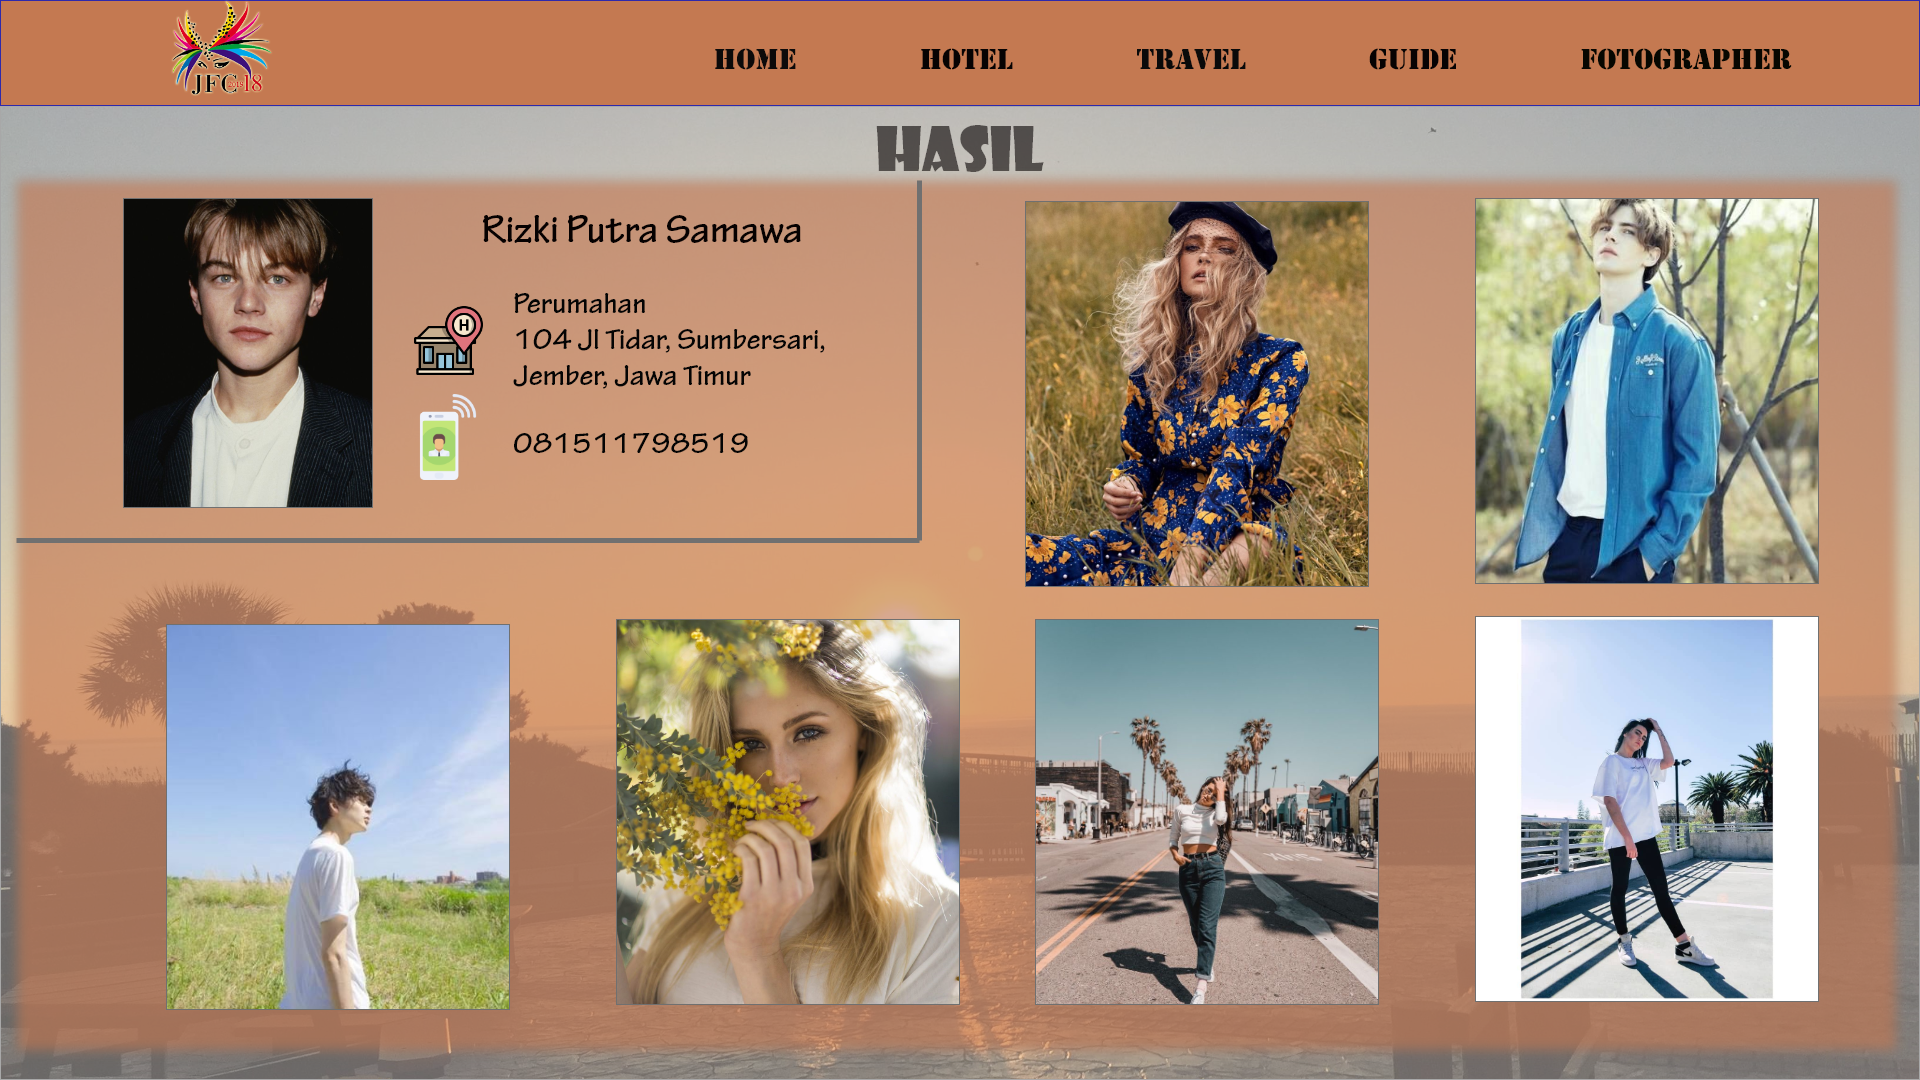 JFC 18
HOME
HOTEL
TRAVEL
GUIDE
FOTOGRAPHER
HASIL
Rizki Putra Samawa
Perumahan
104 Jl Tidar, Sumbersari,
Jember, Jawa Timur
081511798519
H